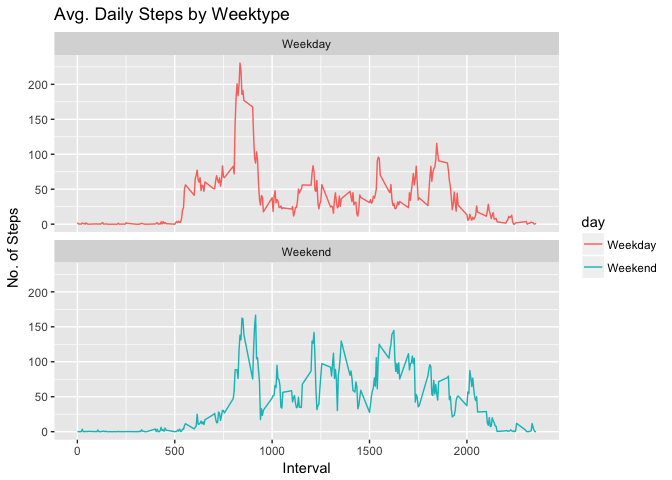 Avg. Daily Steps by Weektype
Weekday
200
150
100
50
0
Weekend
200
150
100
50
0
No. of Steps
0 500 1000 1500 2000
Interval
day
Weekday
Weekend